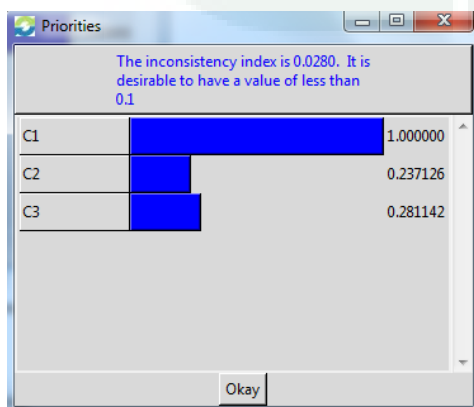 Priorities
The inconsistency index is 0.0280. It is
desirable to have a value of less than
0.1
C1 1.000000
C2 0.237126
C3 0.281142
Okay